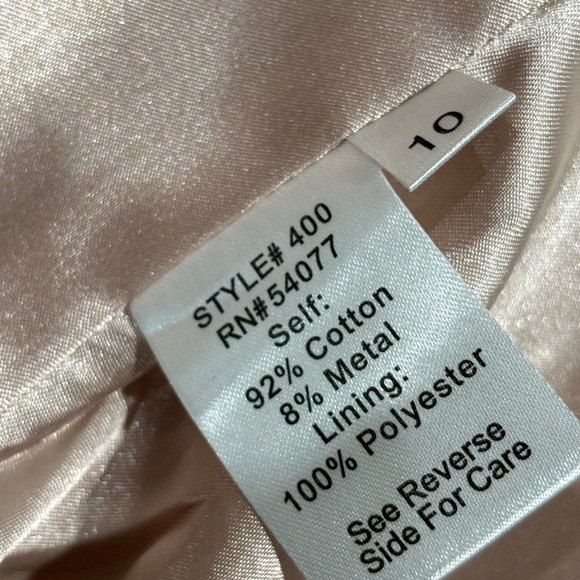 10
STYLE# 400
RN#54077
Self:
92% Cotton
8% Metal
Lining:
100% Polyester
See Reverse
Side For Care